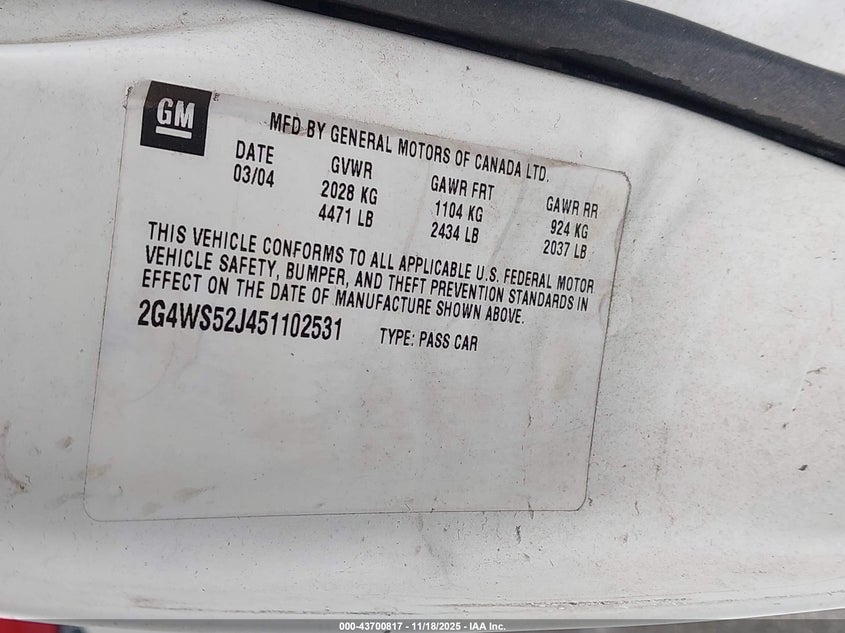 GM
MFD BY GENERAL MOTORS OF CANADA LTD.
DATE GVWR GAWR FRT GAWR RR
03/04 2028 KG 1104 KG 924 KG
4471 LB 2434 LB 2037 LB
THIS VEHICLE CONFORMS TO ALL APPLICABLE U.S. FEDERAL MOTOR
VEHICLE SAFETY, BUMPER, AND THEFT PREVENTION STANDARDS IN
EFFECT ON THE DATE OF MANUFACTURE SHOWN ABOVE.
2G4WS52J451102531 TYPE: PASS CAR
000-43700817 - 11/18/2025 - IAA Inc.